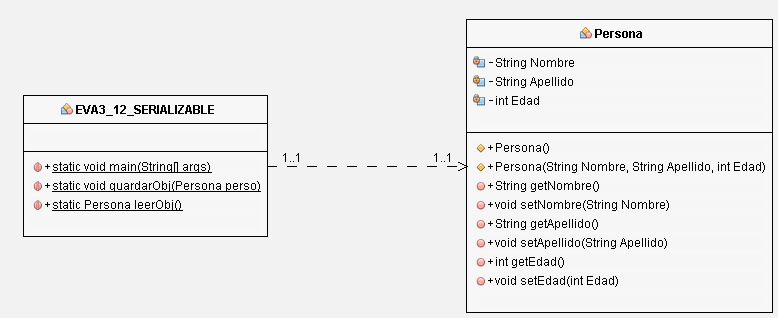 EVA3_12_SERIALIZABLE
+ static void main(String[] args)
+ static void guardarObj(Persona perso)
+ static Persona leerObj()
1..1
1..1
Persona
- String Nombre
- String Apellido
- int Edad
+ Persona()
+ Persona(String Nombre, String Apellido, int Edad)
+ String getNombre()
+ void setNombre(String Nombre)
+ String getApellido()
+ void setApellido(String Apellido)
+ int getEdad()
+ void setEdad(int Edad)